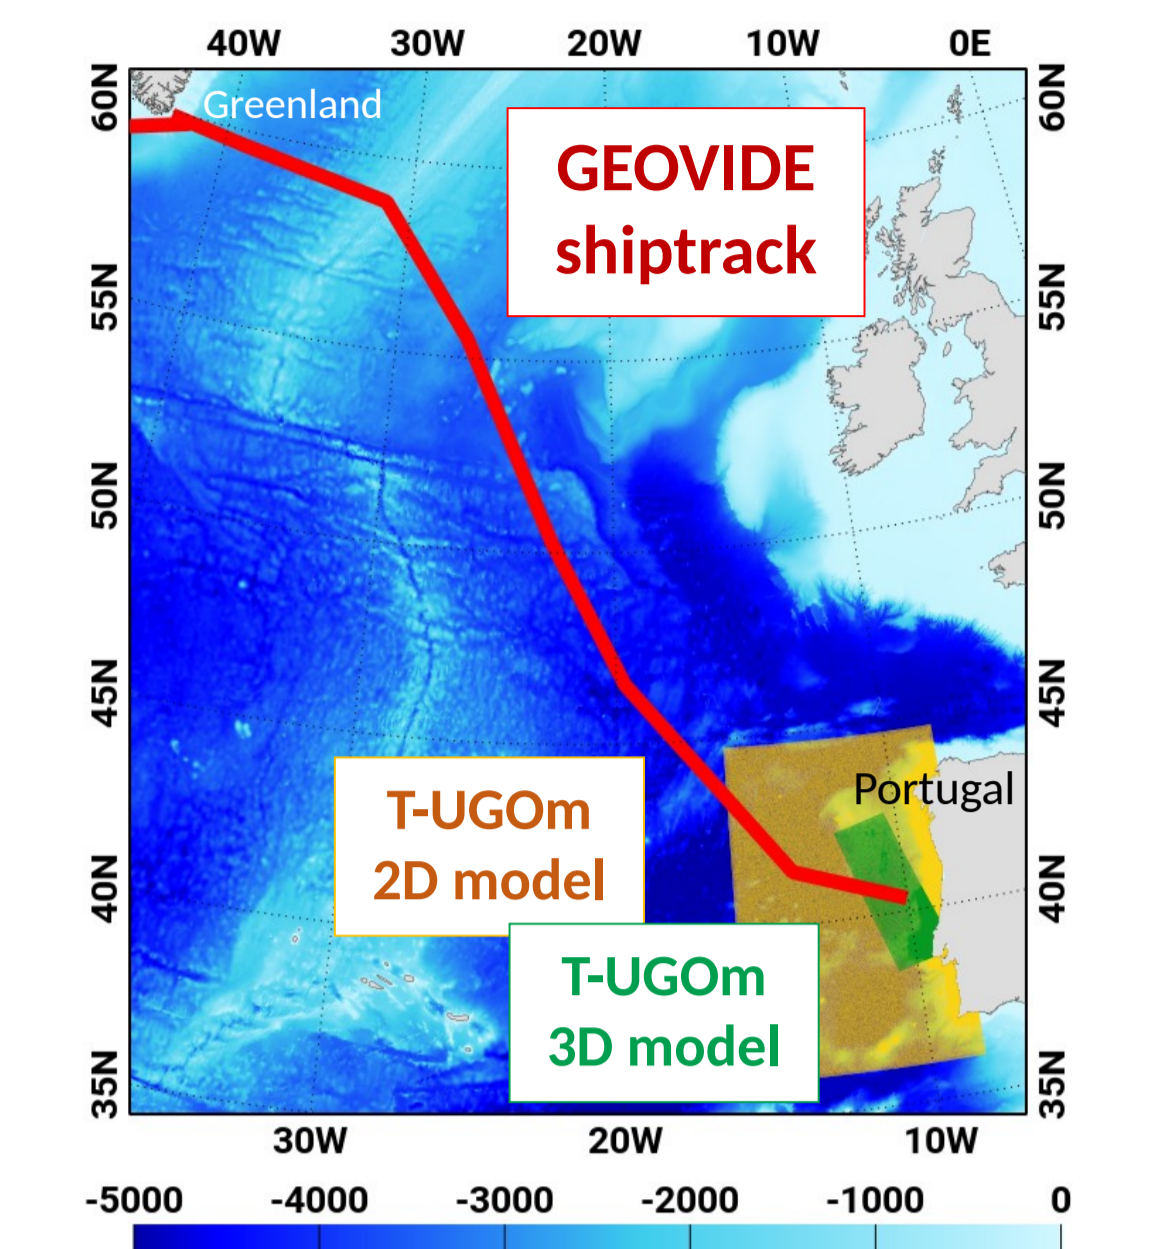 40W 30W 20W 10W 0E
60N 60N
Greenland
GEOVIDE
shiptrack
55N 55N
50N 50N
45N 45N
Portugal
T-UGOm
2D model
40N 40N
T-UGOm
3D model
35N 35N
30W 20W 10W
-5000 -4000 -3000 -2000 -1000 0